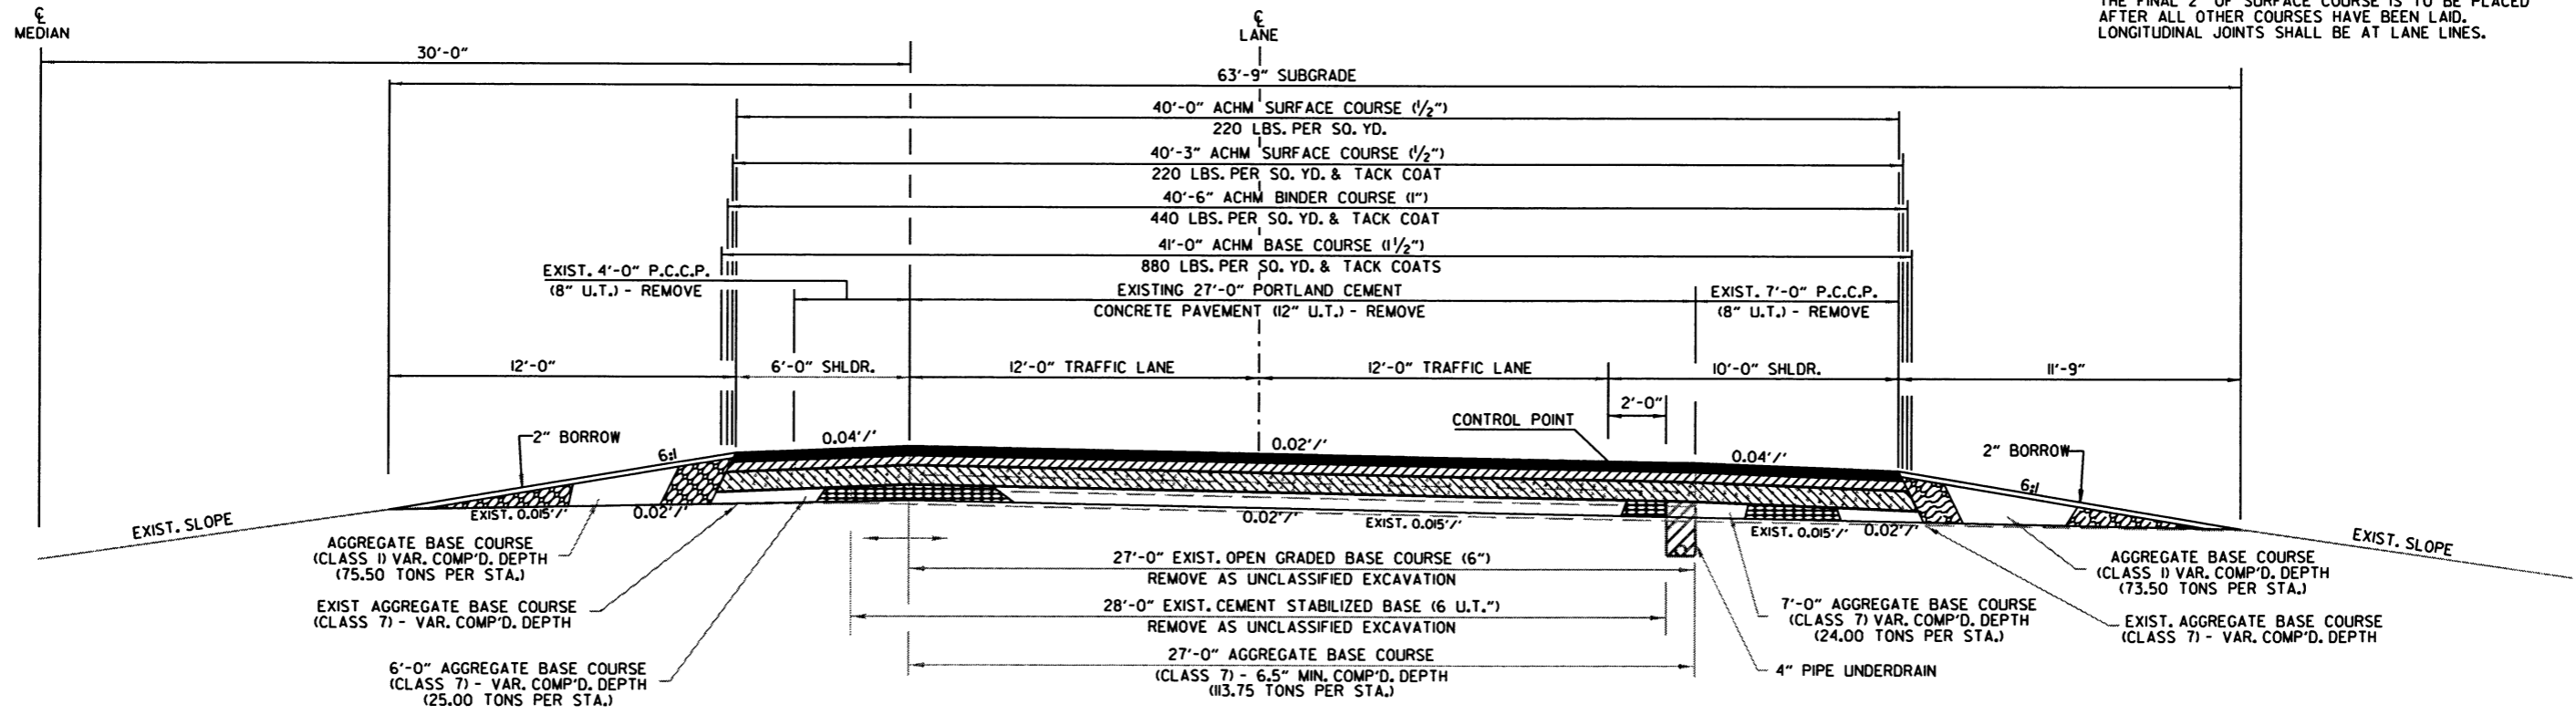 THE FINAL 2" OF SURFACE COURSE IS TO BE PLACED
AFTER ALL OTHER COURSES HAVE BEEN LAID.
LONGITUDINAL JOINTS SHALL BE AT LANE LINES.
℄
MEDIAN
℄
LANE
30'-0"
63'-9" SUBGRADE
40'-0" ACHM SURFACE COURSE (1/2")
220 LBS. PER SQ. YD.
40'-3" ACHM SURFACE COURSE (1/2")
220 LBS. PER SQ. YD. & TACK COAT
40'-6" ACHM BINDER COURSE (1")
440 LBS. PER SQ. YD. & TACK COAT
41'-0" ACHM BASE COURSE (1 1/2")
880 LBS. PER SQ. YD. & TACK COATS
EXIST. 4'-0" P.C.C.P.
(8" U.T.) - REMOVE
EXISTING 27'-0" PORTLAND CEMENT
CONCRETE PAVEMENT (12" U.T.) - REMOVE
EXIST. 7'-0" P.C.C.P.
(8" U.T.) - REMOVE
12'-0"
6'-0" SHLDR.
12'-0" TRAFFIC LANE
12'-0" TRAFFIC LANE
10'-0" SHLDR.
11'-9"
2'-0"
CONTROL POINT
2" BORROW
6:1
0.04'/'
0.02'/'
0.04'/'
6:1
2" BORROW
EXIST. SLOPE
EXIST. 0.015'/'
0.02'/'
0.02'/'
EXIST. 0.015'/'
EXIST. 0.015'/'
0.02'/'
EXIST. SLOPE
AGGREGATE BASE COURSE
(CLASS 1) VAR. COMP'D. DEPTH
(75.50 TONS PER STA.)
EXIST AGGREGATE BASE COURSE
(CLASS 7) - VAR. COMP'D. DEPTH
6'-0" AGGREGATE BASE COURSE
(CLASS 7) - VAR. COMP'D. DEPTH
(25.00 TONS PER STA.)
27'-0" EXIST. OPEN GRADED BASE COURSE (6")
REMOVE AS UNCLASSIFIED EXCAVATION
28'-0" EXIST. CEMENT STABILIZED BASE (6 U.T.")
REMOVE AS UNCLASSIFIED EXCAVATION
27'-0" AGGREGATE BASE COURSE
(CLASS 7) - 6.5" MIN. COMP'D. DEPTH
(113.75 TONS PER STA.)
AGGREGATE BASE COURSE
(CLASS 1) VAR. COMP'D. DEPTH
(73.50 TONS PER STA.)
7'-0" AGGREGATE BASE COURSE
(CLASS 7) VAR. COMP'D. DEPTH
(24.00 TONS PER STA.)
EXIST. AGGREGATE BASE COURSE
(CLASS 7) - VAR. COMP'D. DEPTH
4" PIPE UNDERDRAIN